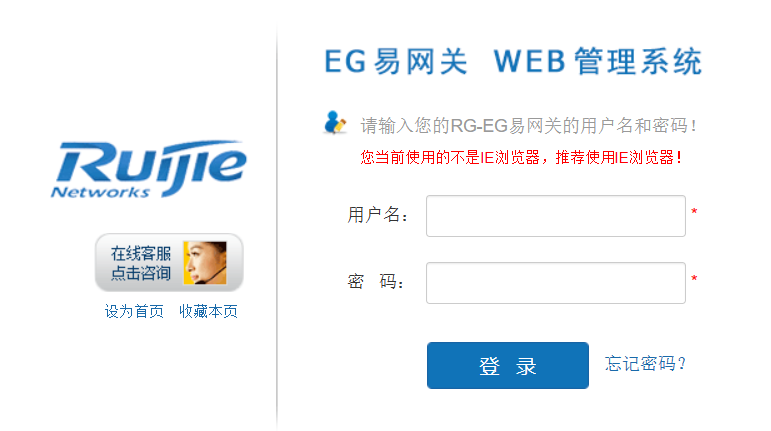 RUIJIE
Networks
在线客服
点击咨询
设为首页 收藏本页
EG易网关 WEB管理系统
请输入您的RG-EG易网关的用户名和密码！
您当前使用的不是IE浏览器，推荐使用IE浏览器！
用户名： *
密 码： *
登 录 忘记密码？